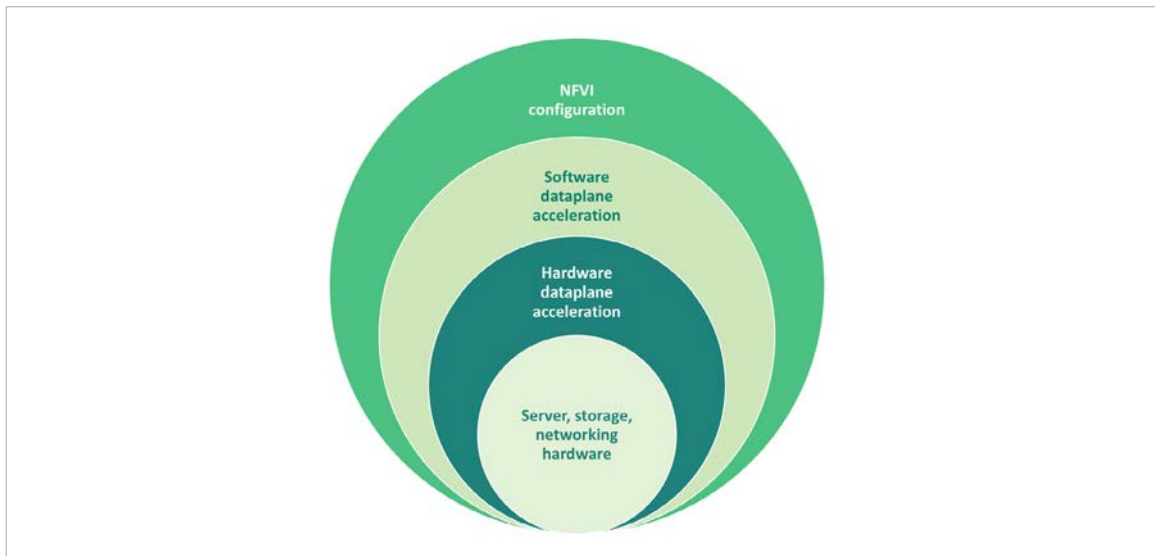 NFVI
configuration
Software
dataplane
acceleration
Hardware
dataplane
acceleration
Server, storage,
networking
hardware